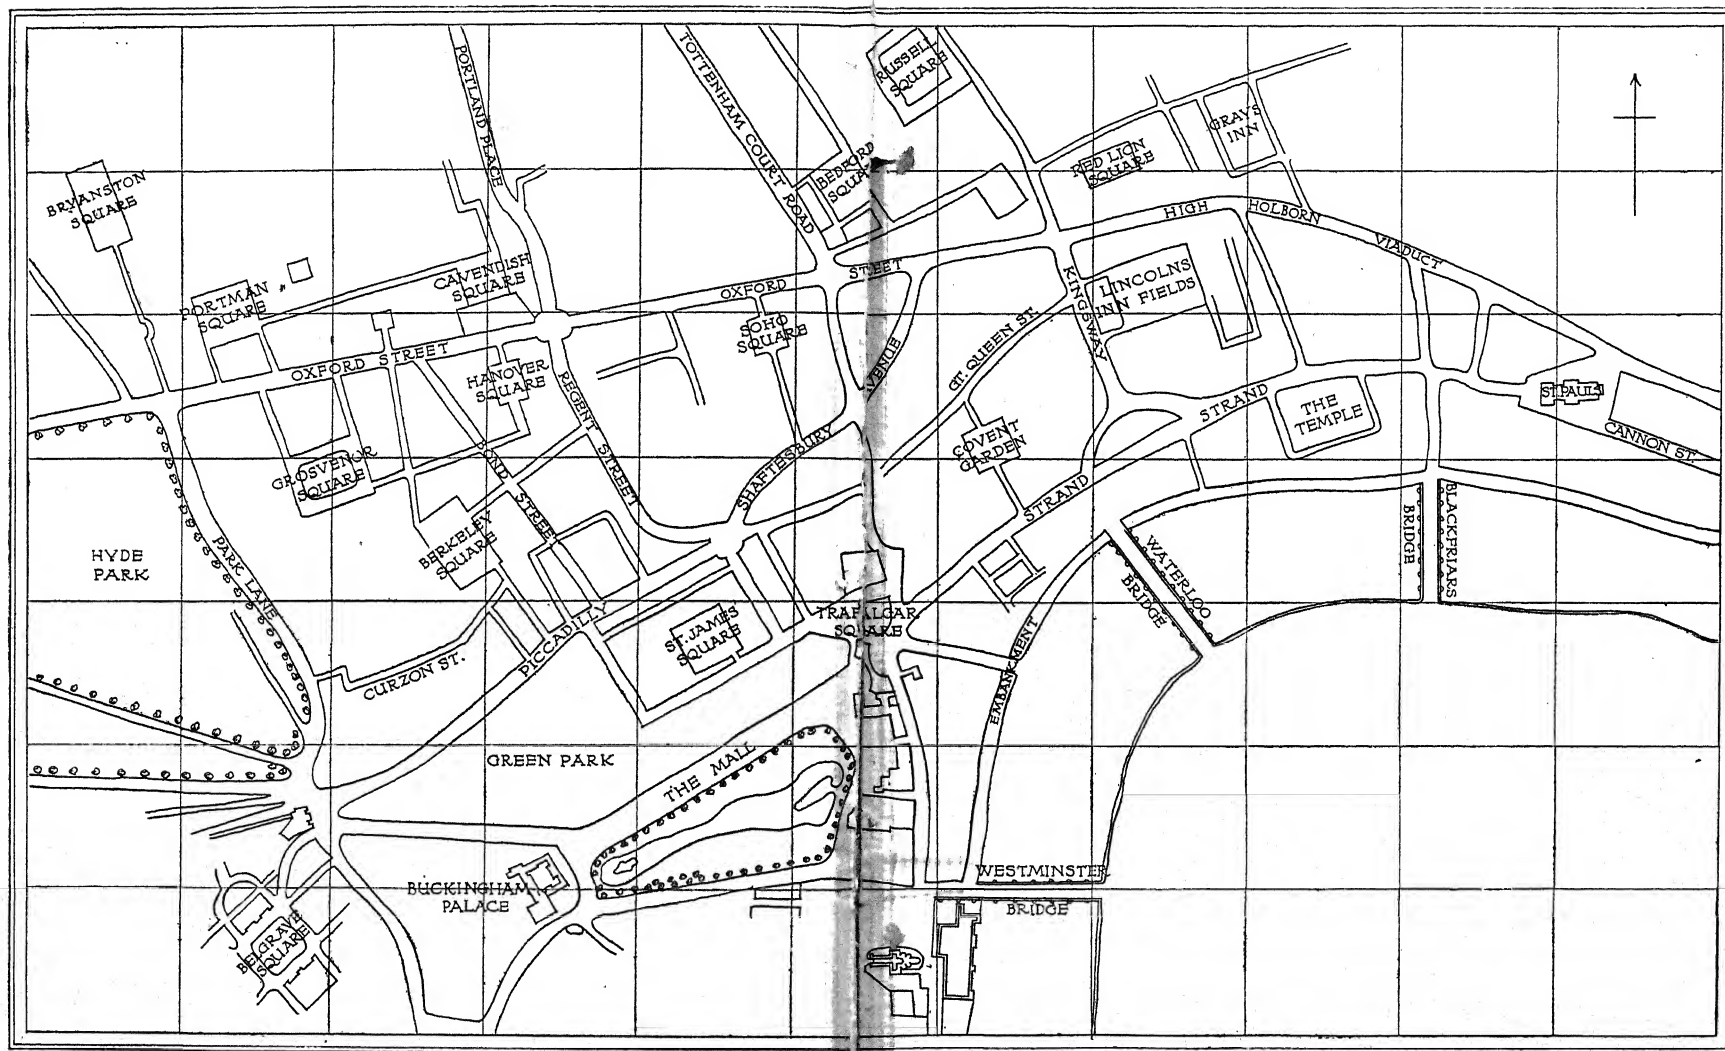 PORTLAND PLACE
TOTTENHAM COURT ROAD
RUSSELL
SQUARE
GRAYS
INN
RED LION
SQUARE
BEDFORD
SQUARE
BRYANSTON
SQUARE
HIGH HOLBORN
VIADUCT
CAVENDISH
SQUARE
PORTMAN
SQUARE
OXFORD STEET
KINGSWAY
LINCOLNS
INN FIELDS
SOHO
SQUARE
GT. QUEEN ST.
OXFORD STREET
HANOVER
SQUARE
REGENT STREET
SHAFTESBURY AVENUE
STRAND
THE
TEMPLE
ST. PAULS
CANNON ST.
COVENT
GARDEN
GROSVENOR
SQUARE
BOND STREET
STRAND
BERKELEY
SQUARE
HYDE
PARK
PARK LANE
BLACKFRIARS
BRIDGE
WATERLOO
BRIDGE
PICCADILLY
ST. JAMES
SQUARE
TRAFALGAR
SQUARE
CURZON ST.
EMBANKMENT
GREEN PARK
THE MALL
BUCKINGHAM
PALACE
WESTMINSTER
BRIDGE
BELGRAVE
SQUARE